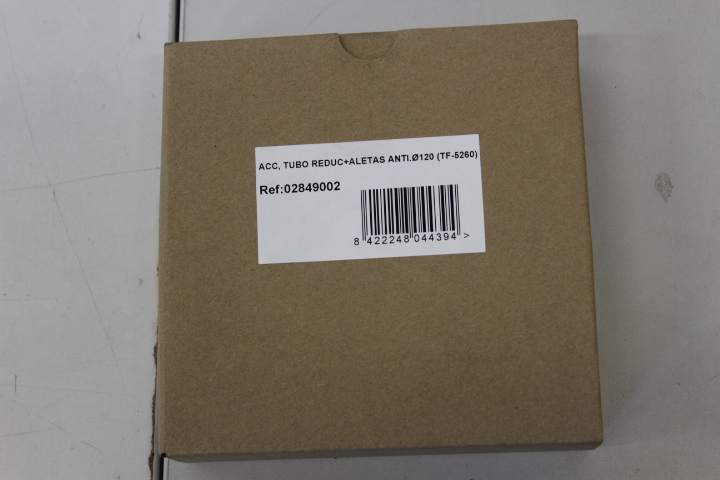 ACC, TUBO REDUC+ALETAS ANTI.Ø120 (TF-5260)
Ref:02849002
8 422248 044394 >